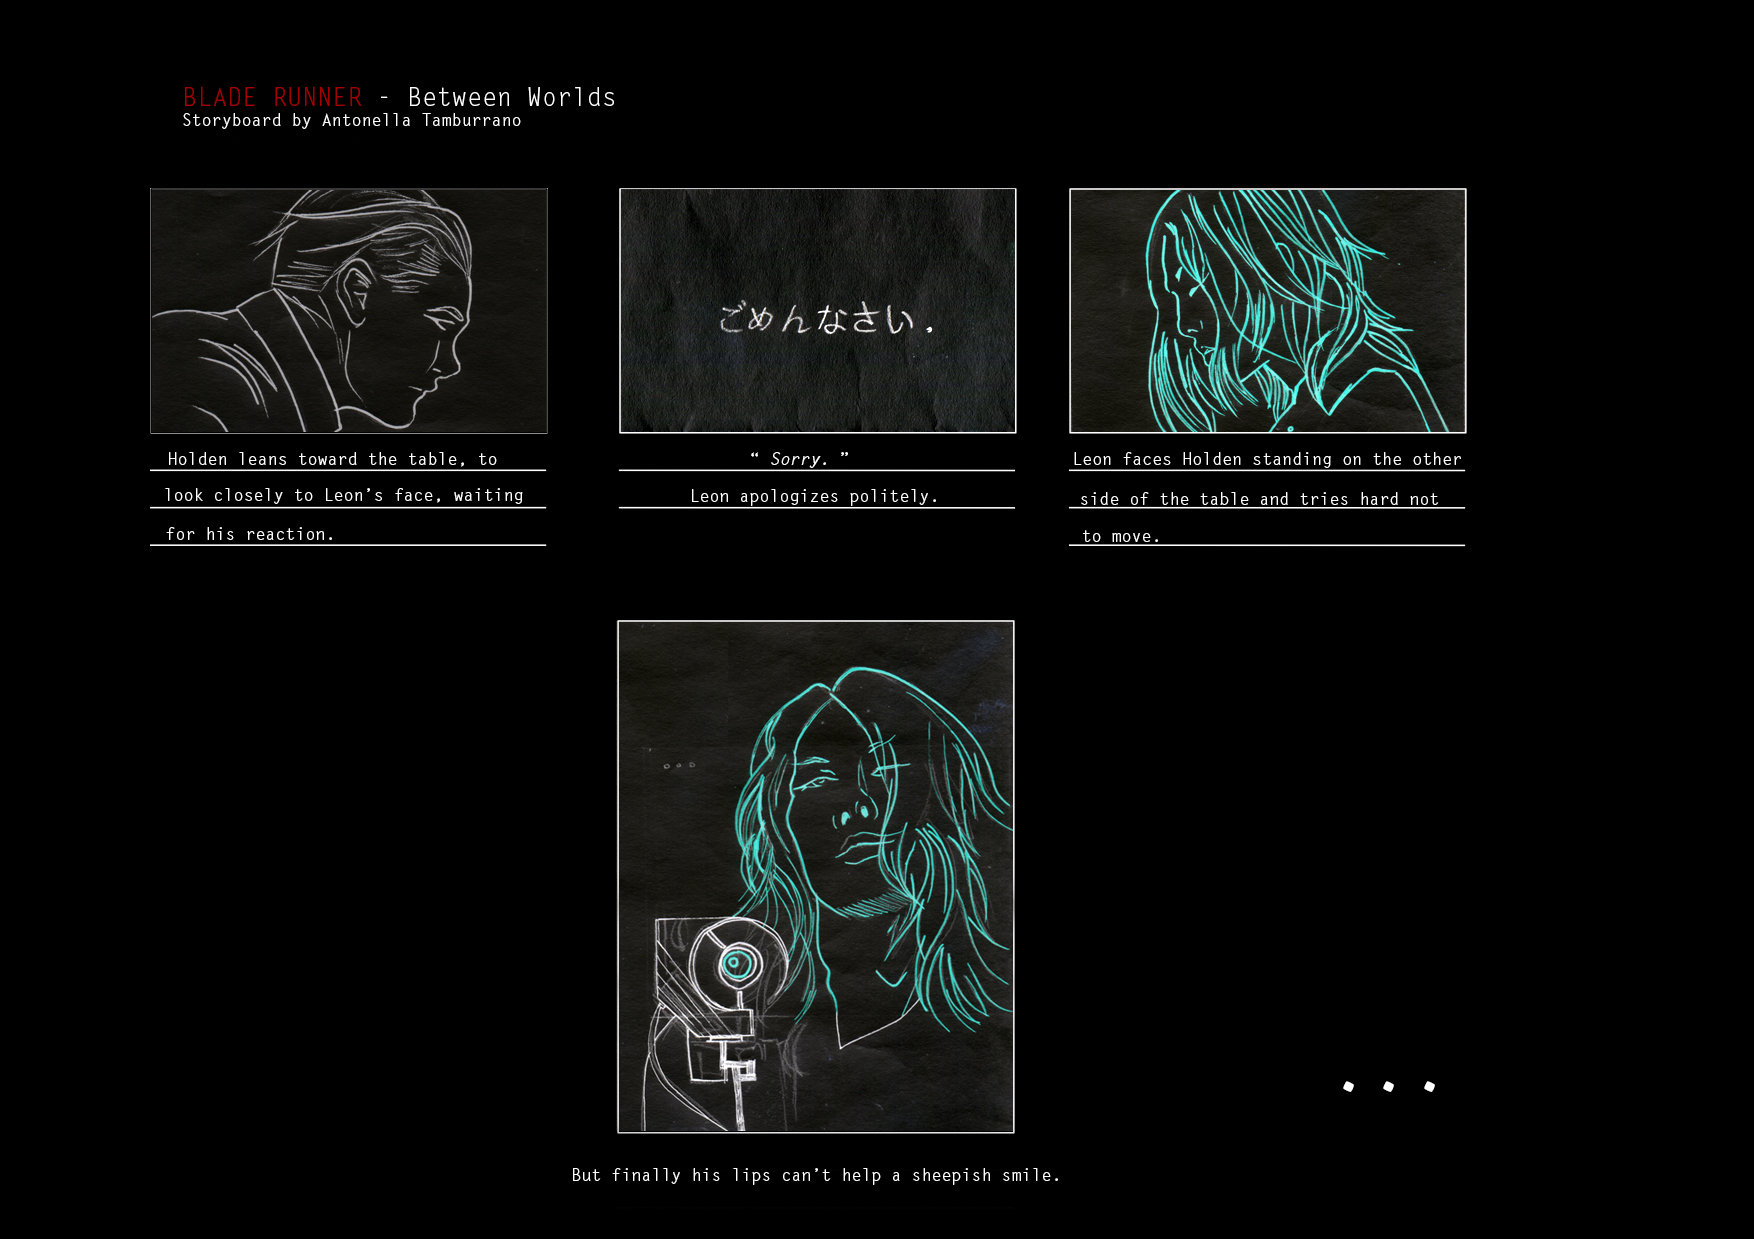 BLADE RUNNER - Between Worlds
Storyboard by Antonella Tamburrano
Holden leans toward the table, to
look closely to Leon’s face, waiting
for his reaction.
ごめんなさい.
“ Sorry. ”
Leon apologizes politely.
Leon faces Holden standing on the other
side of the table and tries hard not
to move.
But finally his lips can’t help a sheepish smile.
. . .